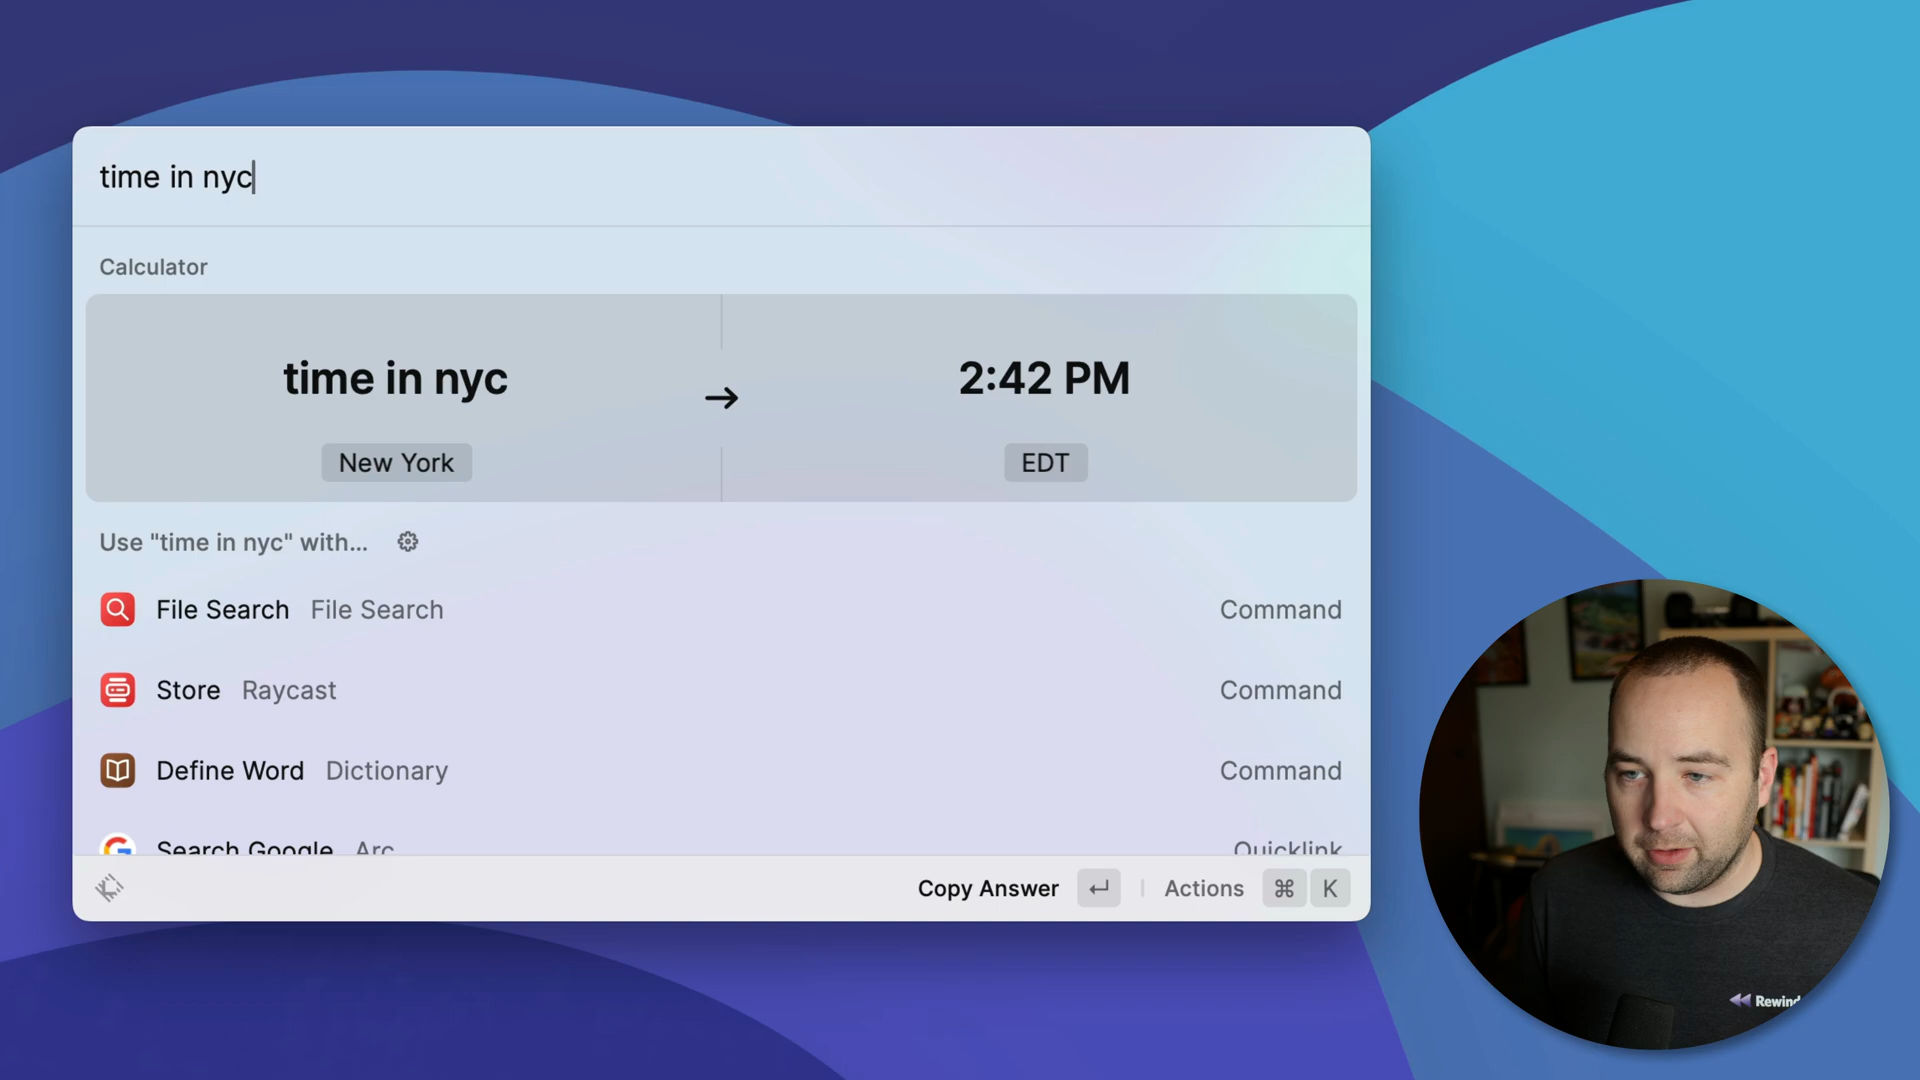 time in nyc
Calculator
time in nyc
→
2:42 PM
New York
EDT
Use "time in nyc" with...
File Search File Search Command
Store Raycast Command
Define Word Dictionary Command
Search Google Arc Quicklink
Copy Answer ↵ | Actions ⌘ K
Rewind